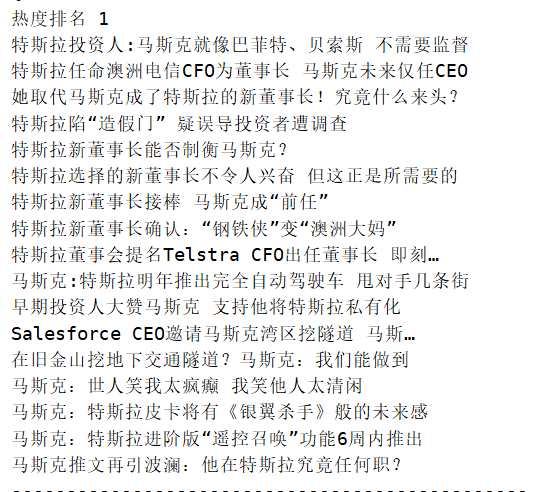 热度排名 1
特斯拉投资人:马斯克就像巴菲特、贝索斯 不需要监督
特斯拉任命澳洲电信CFO为董事长 马斯克未来仅任CEO
她取代马斯克成了特斯拉的新董事长！究竟什么来头？
特斯拉陷“造假门” 疑误导投资者遭调查
特斯拉新董事长能否制衡马斯克？
特斯拉选择的新董事长不令人兴奋 但这正是所需要的
特斯拉新董事长接棒 马斯克成“前任”
特斯拉新董事长确认：“钢铁侠”变“澳洲大妈”
特斯拉董事会提名Telstra CFO出任董事长 即刻…
马斯克:特斯拉明年推出完全自动驾驶车 甩对手几条街
早期投资人大赞马斯克 支持他将特斯拉私有化
Salesforce CEO邀请马斯克湾区挖隧道 马斯…
在旧金山挖地下交通隧道？马斯克：我们能做到
马斯克：世人笑我太疯癫 我笑他人太清闲
马斯克：特斯拉皮卡将有《银翼杀手》般的未来感
马斯克：特斯拉进阶版“遥控召唤”功能6周内推出
马斯克推文再引波澜：他在特斯拉究竟任何职？
-------------------------------------------